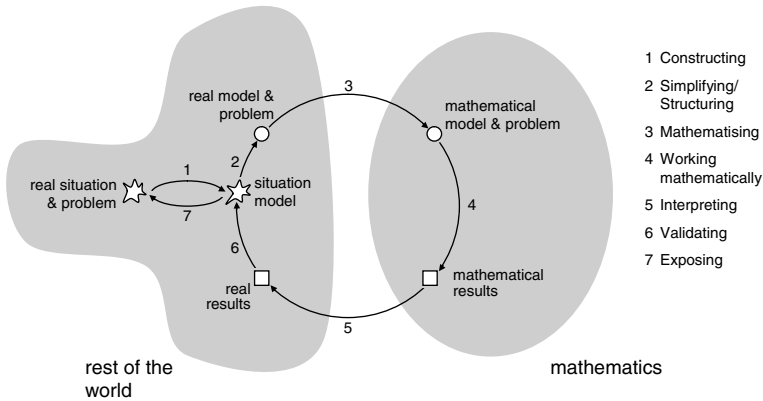 real model &
problem
3
mathematical
model & problem
real situation
& problem
1
2
7
situation
model
4
6
real
results
5
mathematical
results
rest of the
world
mathematics
1 Constructing
2 Simplifying/
Structuring
3 Mathematising
4 Working
mathematically
5 Interpreting
6 Validating
7 Exposing